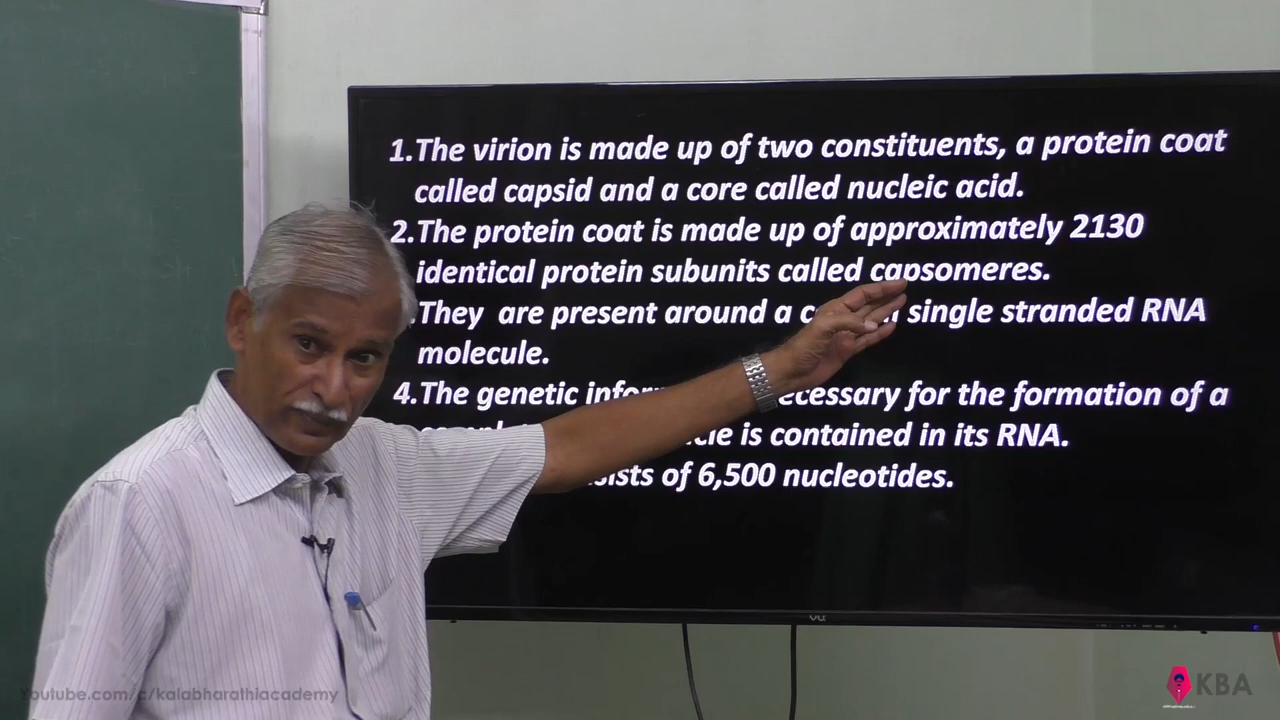 1.The virion is made up of two constituents, a protein coat
called capsid and a core called nucleic acid.
2.The protein coat is made up of approximately 2130
identical protein subunits called capsomeres.
.They are present around a single stranded RNA
molecule.
4.The genetic necessary for the formation of a
is contained in its RNA.
of 6,500 nucleotides.
VU
Youtube.com/c/kalabharathiacademy
KBA